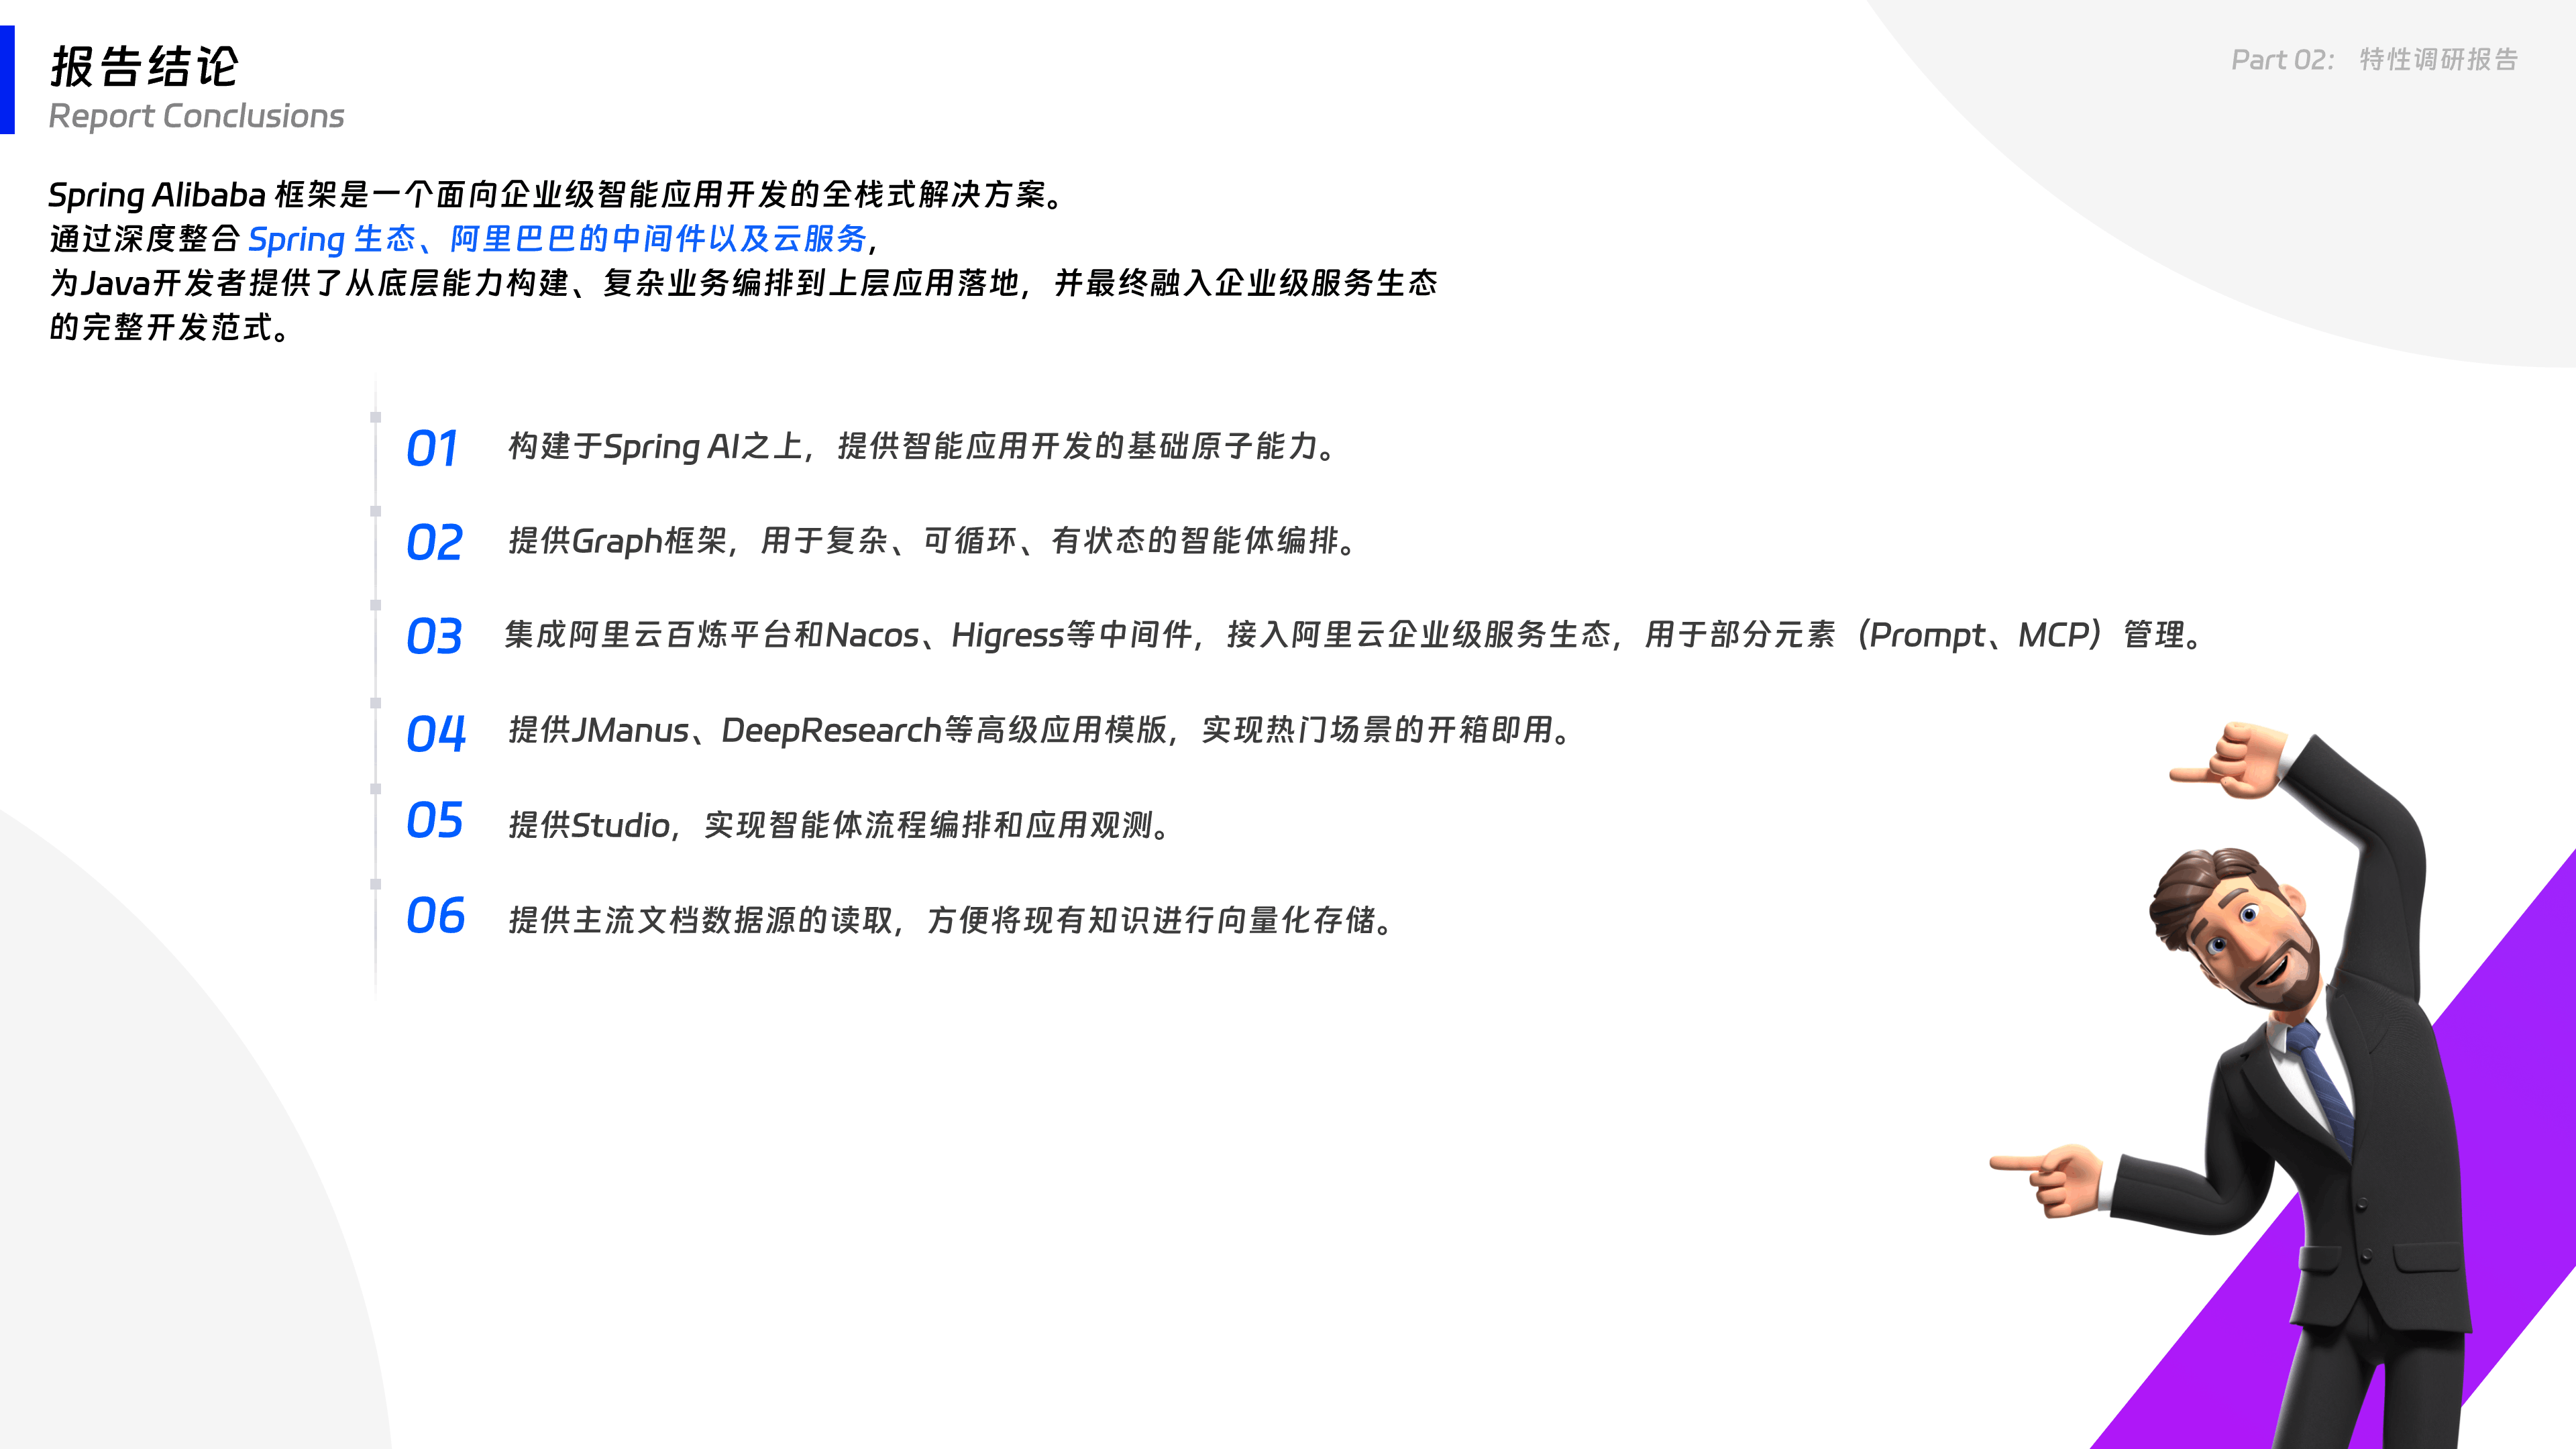 报告结论
Report Conclusions
Part 02: 特性调研报告
Spring Alibaba 框架是一个面向企业级智能应用开发的全栈式解决方案。
通过深度整合 Spring 生态、阿里巴巴的中间件以及云服务，
为Java开发者提供了从底层能力构建、复杂业务编排到上层应用落地，并最终融入企业级服务生态
的完整开发范式。
01 构建于Spring AI之上，提供智能应用开发的基础原子能力。
02 提供Graph框架，用于复杂、可循环、有状态的智能体编排。
03 集成阿里云百炼平台和Nacos、Higress等中间件，接入阿里云企业级服务生态，用于部分元素（Prompt、MCP）管理。
04 提供JManus、DeepResearch等高级应用模版，实现热门场景的开箱即用。
05 提供Studio，实现智能体流程编排和应用观测。
06 提供主流文档数据源的读取，方便将现有知识进行向量化存储。